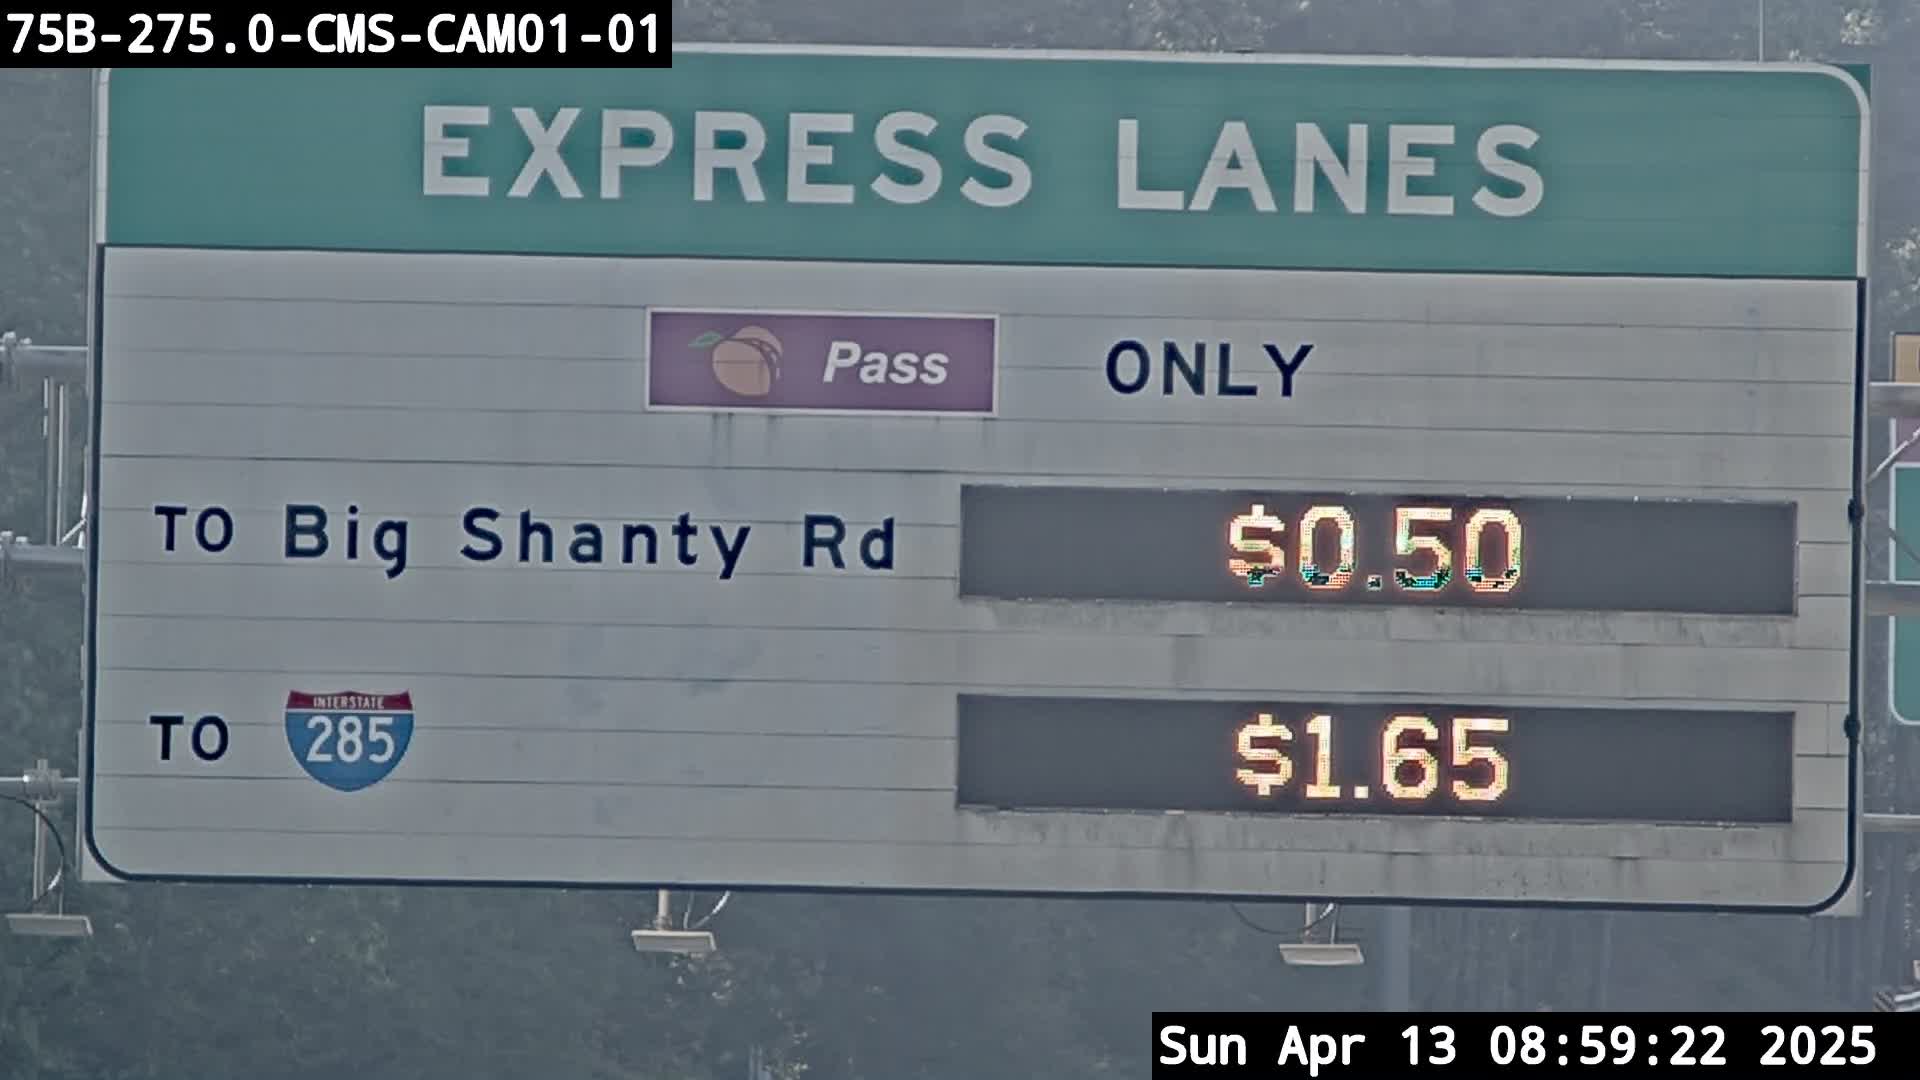 75B-275.0-CMS-CAM01-01
EXPRESS LANES
Pass ONLY
TO Big Shanty Rd $0.50
INTERSTATE
TO 285 $1.65
Sun Apr 13 08:59:22 2025